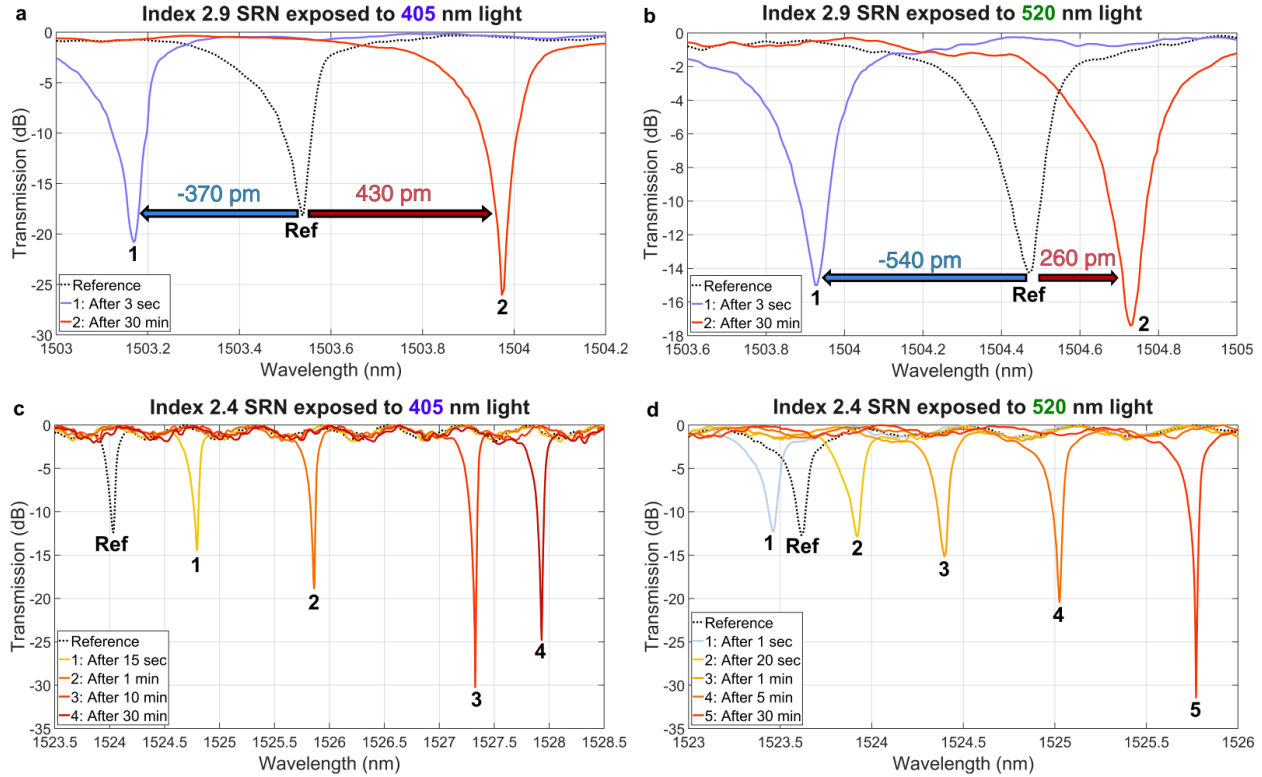 a
Index 2.9 SRN exposed to 405 nm light
0
-5
-10
-15
-20
-25
-30
Transmission (dB)
-370 pm
430 pm
Ref
1
2
Reference
1: After 3 sec
2: After 30 min
1503
1503.2
1503.4
1503.6
1503.8
1504
1504.2
Wavelength (nm)
b
Index 2.9 SRN exposed to 520 nm light
0
-2
-4
-6
-8
-10
-12
-14
-16
-18
Transmission (dB)
-540 pm
260 pm
1
Ref
2
Reference
1: After 3 sec
2: After 30 min
1503.6
1503.8
1504
1504.2
1504.4
1504.6
1504.8
1505
Wavelength (nm)
c
Index 2.4 SRN exposed to 405 nm light
0
-5
-10
-15
-20
-25
-30
-35
Transmission (dB)
Ref
1
2
3
4
Reference
1: After 15 sec
2: After 1 min
3: After 10 min
4: After 30 min
1523.5
1524
1524.5
1525
1525.5
1526
1526.5
1527
1527.5
1528
1528.5
Wavelength (nm)
d
Index 2.4 SRN exposed to 520 nm light
0
-5
-10
-15
-20
-25
-30
-35
Transmission (dB)
1
Ref
2
3
4
5
Reference
1: After 1 sec
2: After 20 sec
3: After 1 min
4: After 5 min
5: After 30 min
1523
1523.5
1524
1524.5
1525
1525.5
1526
Wavelength (nm)